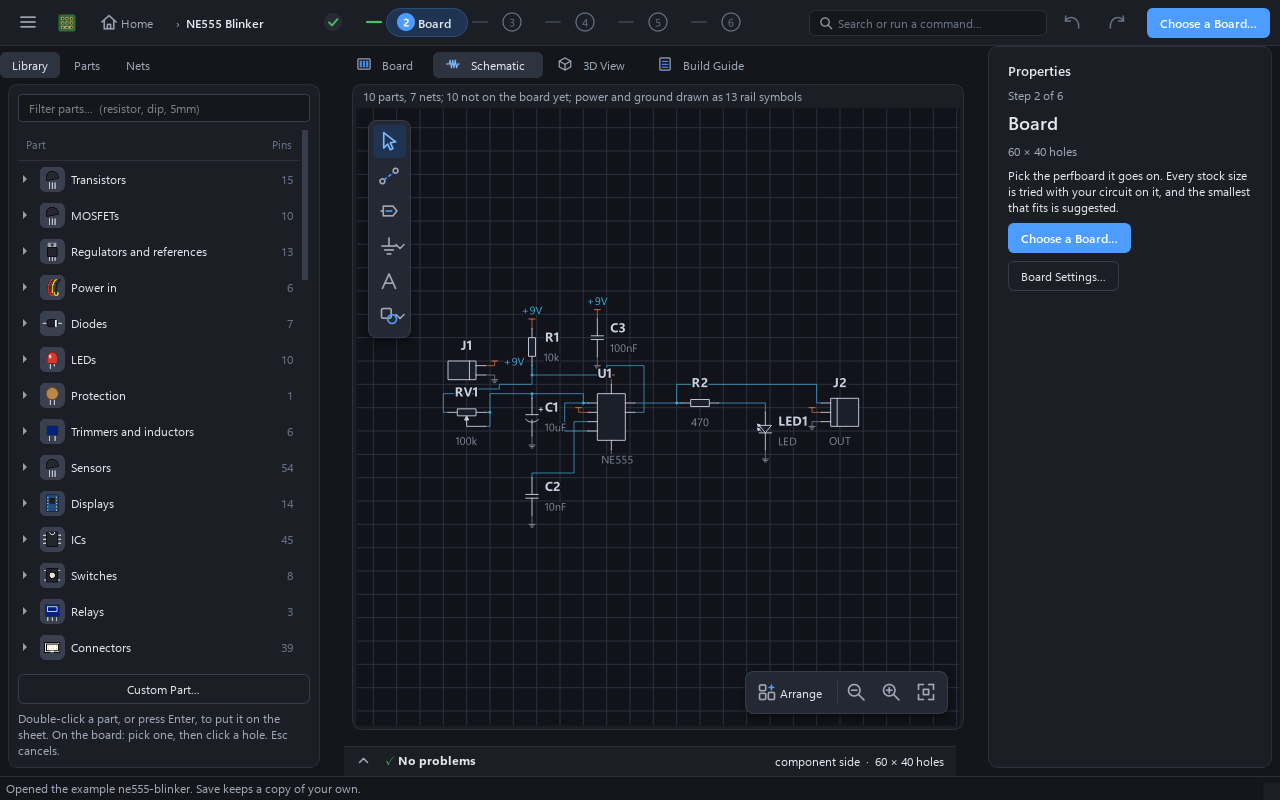 Home › NE555 Blinker
2 Board
3
4
5
6
Search or run a command...
Choose a Board...
Library
Parts
Nets
Board
Schematic
3D View
Build Guide
Filter parts... (resistor, dip, 5mm)
Part Pins
Transistors 15
MOSFETs 10
Regulators and references 13
Power in 6
Diodes 7
LEDs 10
Protection 1
Trimmers and inductors 6
Sensors 54
Displays 14
ICs 45
Switches 8
Relays 3
Connectors 39
Custom Part...
Double-click a part, or press Enter, to put it on the
sheet. On the board: pick one, then click a hole. Esc
cancels.
10 parts, 7 nets; 10 not on the board yet; power and ground drawn as 13 rail symbols
A
+9V
+9V
C3
100nF
R1
10k
J1
+9V
U1
RV1
100k
+
C1
10uF
NE555
C2
10nF
R2
470
LED1
LED
J2
OUT
Arrange
✓ No problems
component side · 60 × 40 holes
Properties
Step 2 of 6
Board
60 × 40 holes
Pick the perfboard it goes on. Every stock size
is tried with your circuit on it, and the smallest
that fits is suggested.
Choose a Board...
Board Settings...
Opened the example ne555-blinker. Save keeps a copy of your own.